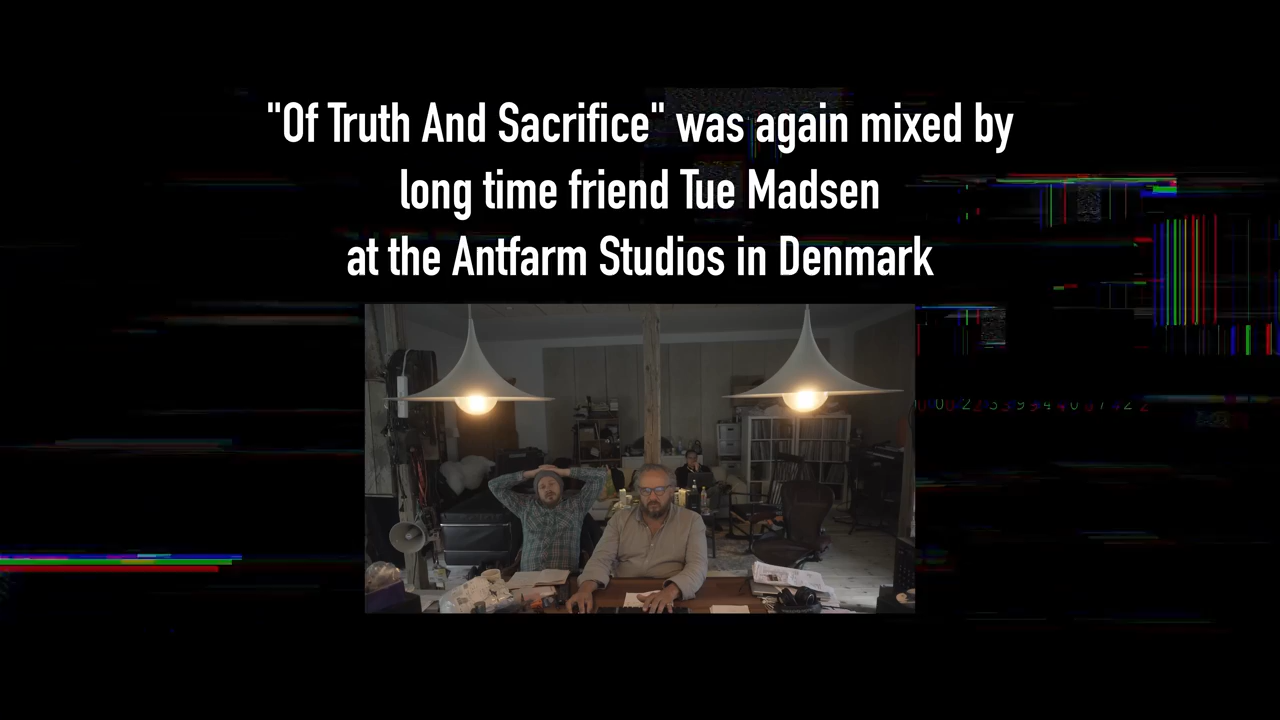 "Of Truth And Sacrifice" was again mixed by
long time friend Tue Madsen
at the Antfarm Studios in Denmark